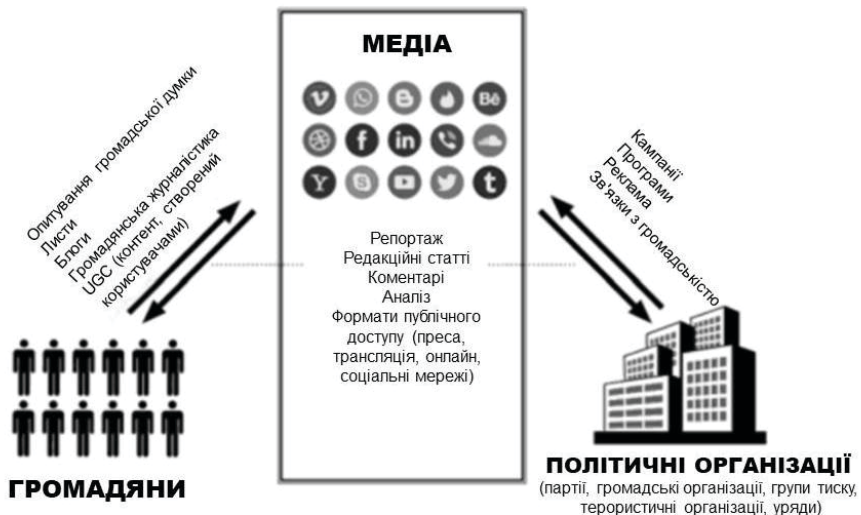 МЕДІА
Bē
f in
Y S t
Опитування громадської думки
Листи
Блоги
Громадянська журналістика
UGC (контент, створений
користувачами)
Репортаж
Редакційні статті
Коментарі
Аналіз
Формати публічного
доступу (преса,
трансляція, онлайн,
соціальні мережі)
Кампанії
Програми
Реклама
Зв'язки з громадськістю
ГРОМАДЯНИ
ПОЛІТИЧНІ ОРГАНІЗАЦІЇ
(партії, громадські організації, групи тиску,
терористичні організації, уряди)